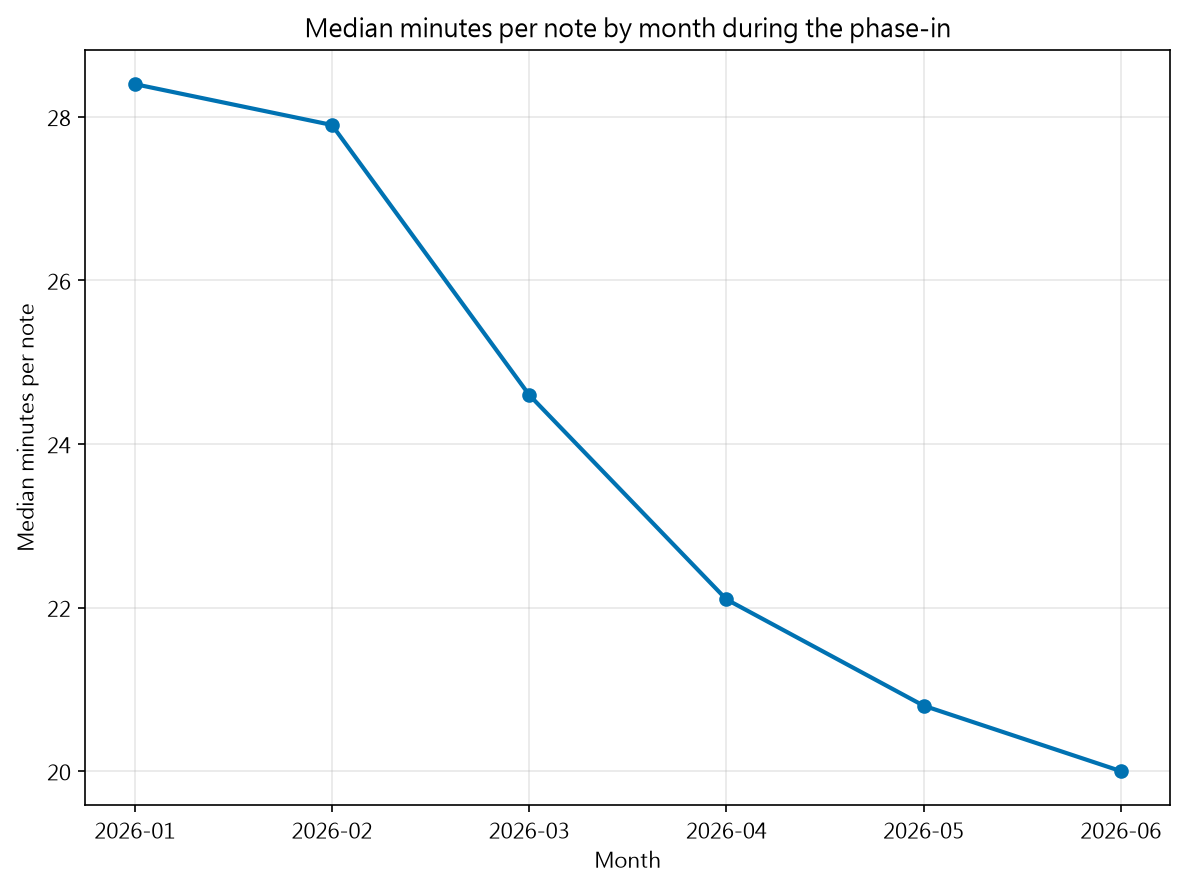 Median minutes per note by month during the phase-in
Median minutes per note
28
26
24
22
20
2026-01 2026-02 2026-03 2026-04 2026-05 2026-06
Month